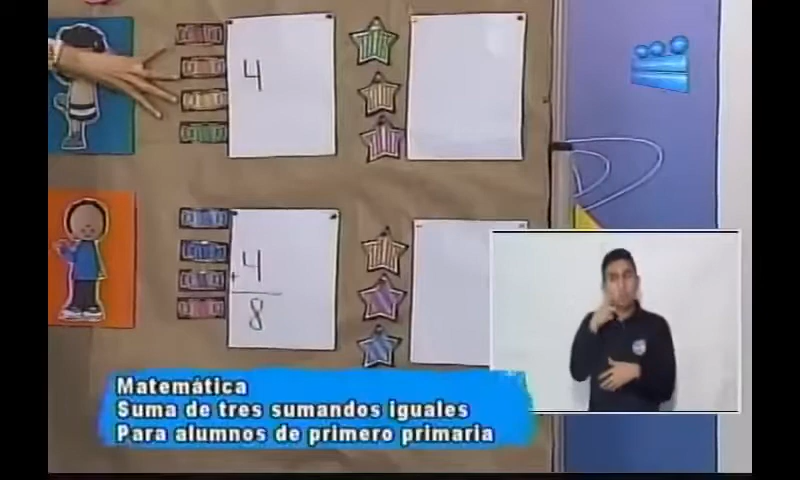 4
+ 4
8
Matemática
Suma de tres sumandos iguales
Para alumnos de primero primaria